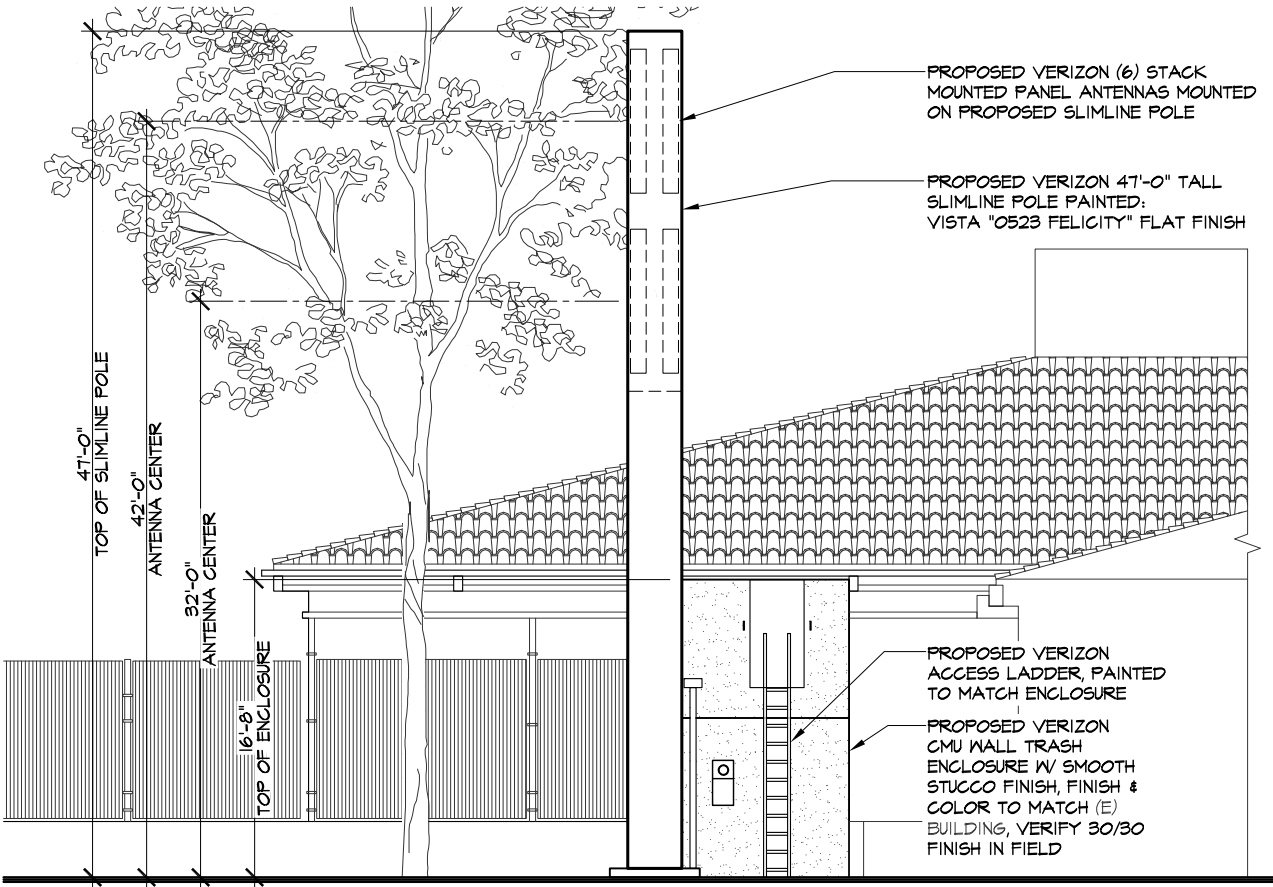 PROPOSED VERIZON (6) STACK
MOUNTED PANEL ANTENNAS MOUNTED
ON PROPOSED SLIMLINE POLE
PROPOSED VERIZON 47'-0" TALL
SLIMLINE POLE PAINTED:
VISTA "0523 FELICITY" FLAT FINISH
47'-0"
TOP OF SLIMLINE POLE
42'-0"
ANTENNA CENTER
32'-0"
ANTENNA CENTER
16'-8"
TOP OF ENCLOSURE
PROPOSED VERIZON
ACCESS LADDER, PAINTED
TO MATCH ENCLOSURE
PROPOSED VERIZON
CMU WALL TRASH
ENCLOSURE W/ SMOOTH
STUCCO FINISH, FINISH &
COLOR TO MATCH (E)
BUILDING, VERIFY 30/30
FINISH IN FIELD